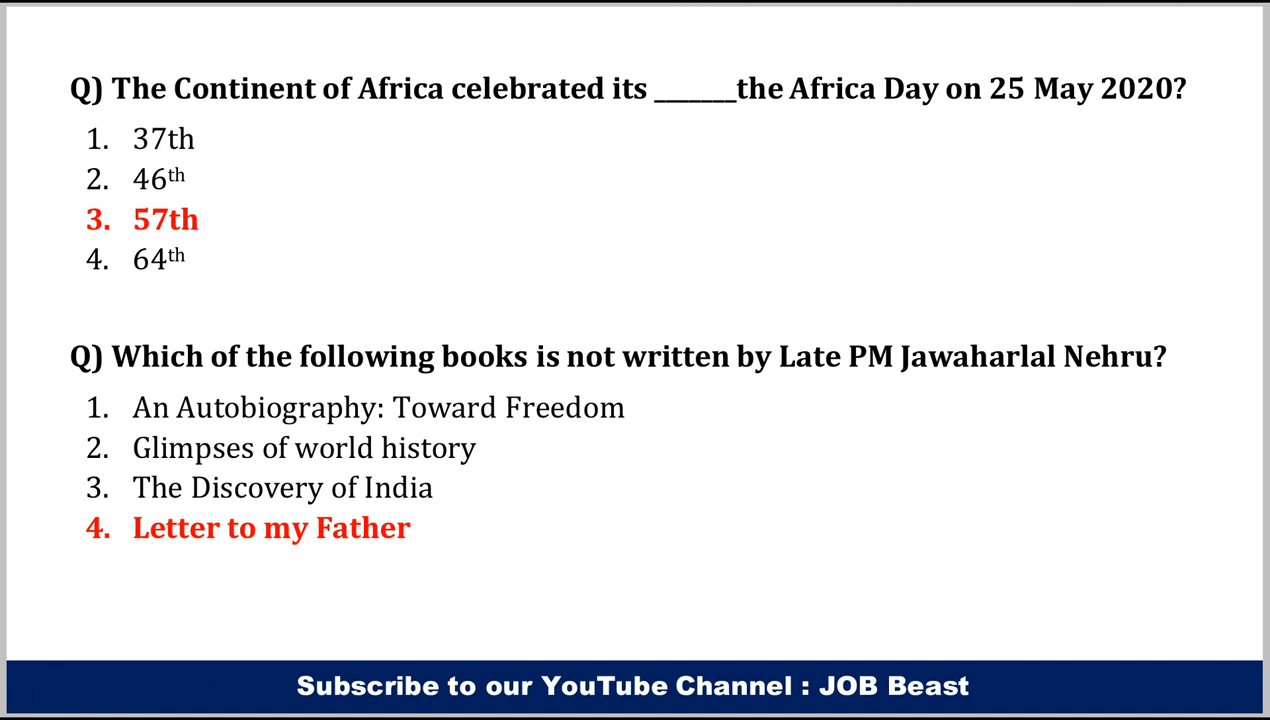 Q) The Continent of Africa celebrated its _______the Africa Day on 25 May 2020?
1. 37th
2. 46th
3. 57th
4. 64th
Q) Which of the following books is not written by Late PM Jawaharlal Nehru?
1. An Autobiography: Toward Freedom
2. Glimpses of world history
3. The Discovery of India
4. Letter to my Father
Subscribe to our YouTube Channel : JOB Beast